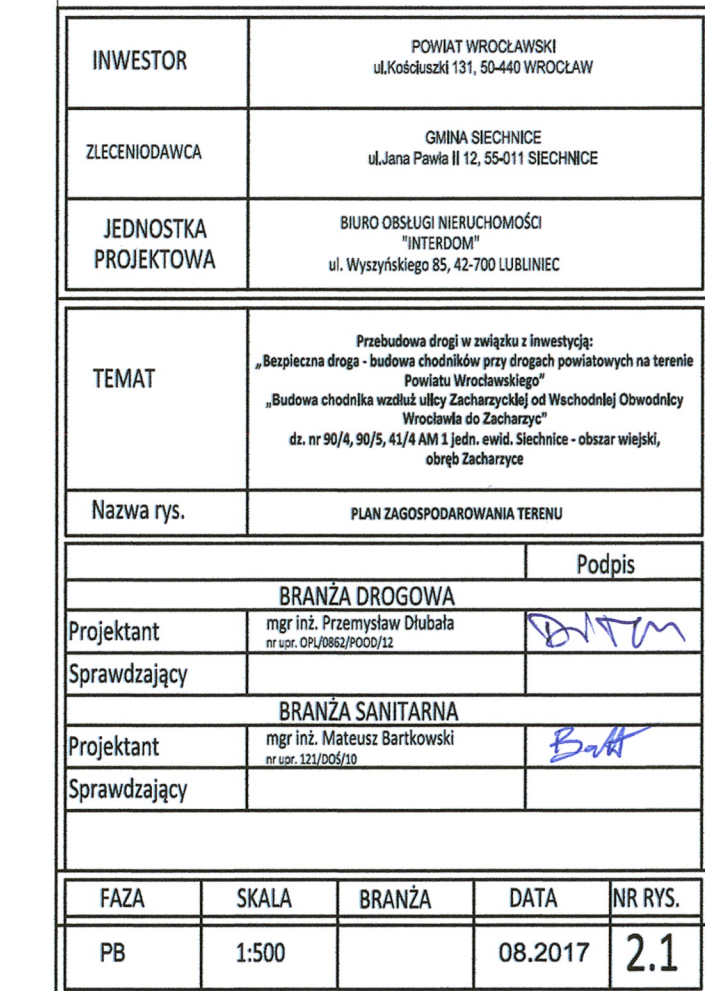 INWESTOR
POWIAT WROCŁAWSKI
ul.Kościuszki 131, 50-440 WROCŁAW
ZLECENIODAWCA
GMINA SIECHNICE
ul.Jana Pawła II 12, 55-011 SIECHNICE
JEDNOSTKA
PROJEKTOWA
BIURO OBSŁUGI NIERUCHOMOŚCI
"INTERDOM"
ul. Wyszyńskiego 85, 42-700 LUBLINIEC
TEMAT
Przebudowa drogi w związku z inwestycją:
„Bezpieczna droga - budowa chodników przy drogach powiatowych na terenie
Powiatu Wrocławskiego”
„Budowa chodnika wzdłuż ulicy Zacharzyckiej od Wschodniej Obwodnicy
Wrocławia do Zacharzyc”
dz. nr 90/4, 90/5, 41/4 AM 1 jedn. ewid. Siechnice - obszar wiejski,
obręb Zacharzyce
Nazwa rys.
PLAN ZAGOSPODAROWANIA TERENU
Podpis
BRANŻA DROGOWA
Projektant
mgr inż. Przemysław Dłubała
nr upr. OPL/0862/POOD/12
Sprawdzający
BRANŻA SANITARNA
Projektant
mgr inż. Mateusz Bartkowski
nr upr. 121/DOŚ/10
Sprawdzający
FAZA SKALA BRANŻA DATA NR RYS.
PB 1:500 08.2017 2.1